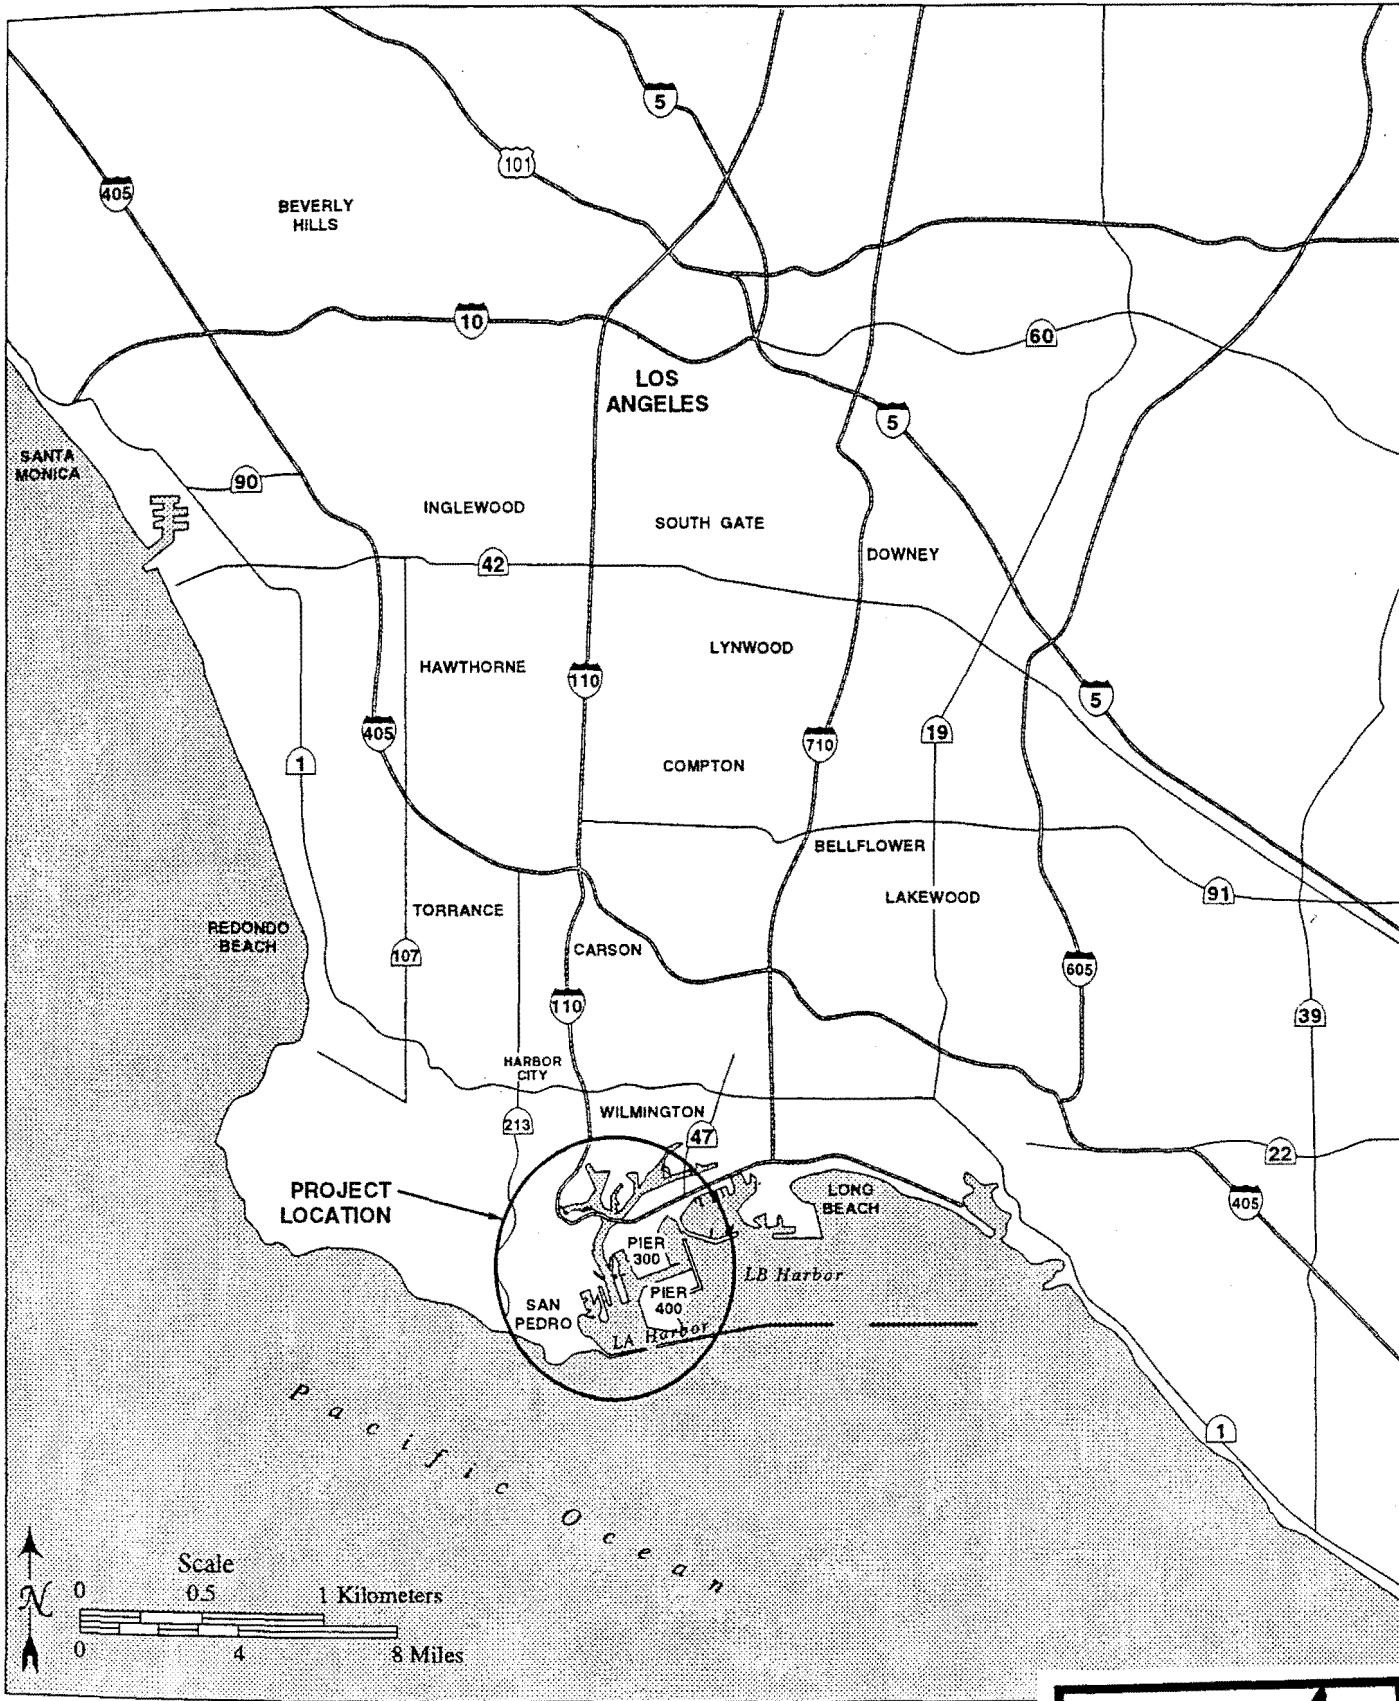 5
101
405
BEVERLY
HILLS
10
60
LOS
ANGELES
5
SANTA
MONICA
90
INGLEWOOD
SOUTH GATE
42
DOWNEY
LYNWOOD
HAWTHORNE
110
5
405
19
710
1
COMPTON
BELLFLOWER
91
LAKEWOOD
TORRANCE
REDONDO
BEACH
CARSON
107
605
110
39
HARBOR
CITY
WILMINGTON
213
47
22
PROJECT
LOCATION
LONG
BEACH
405
PIER
300
LB Harbor
PIER
400
SAN
PEDRO
LA Harbor
Pacific Ocean
1
Scale
0 0.5 1 Kilometers
N
0 4 8 Miles